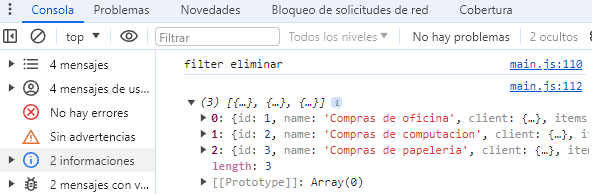 Consola Problemas Novedades Bloqueo de solicitudes de red Cobertura
top Filtrar Todos los niveles No hay problemas 2 ocultos
4 mensajes
4 mensajes de us...
No hay errores
Sin advertencias
2 informaciones
2 mensajes con v...
filter eliminar main.js:110
main.js:112
(3) [{…}, {…}, {…}] i
0: {id: 1, name: 'Compras de oficina', client: {…}, items
1: {id: 2, name: 'Compras de computacion', client: {…}, it
2: {id: 3, name: 'Compras de papeleria', client: {…}, item
length: 3
[[Prototype]]: Array(0)